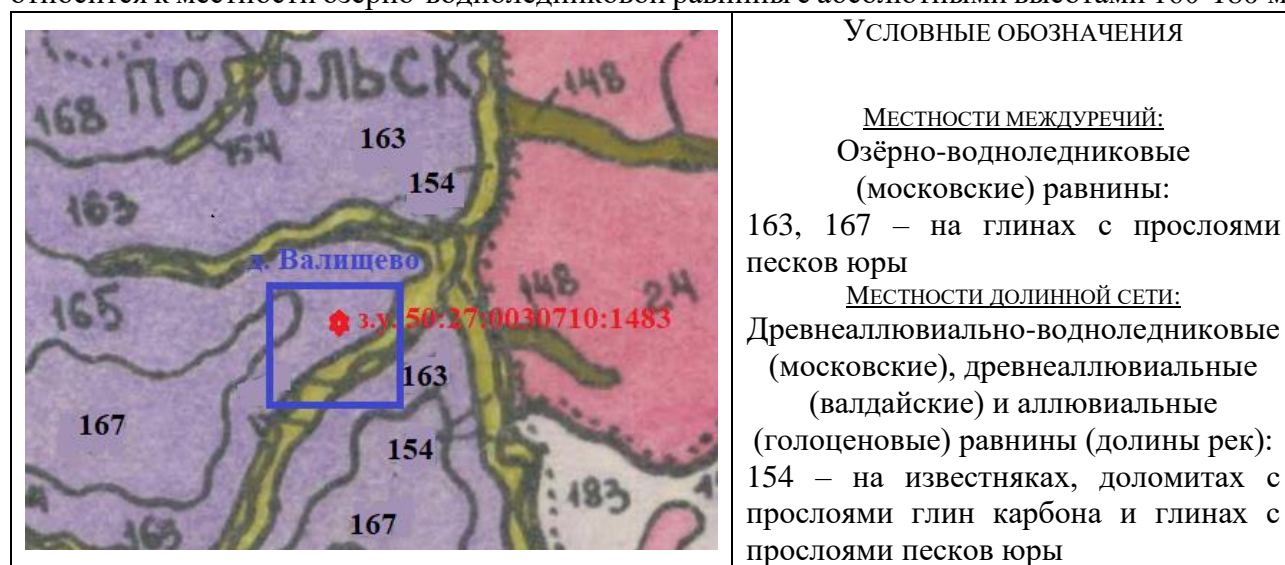 относится к местности озерно-водноледниковой равнины с абсолютными высотами 160-180 м
ПОДОЛЬСК
148
168
154
163
163
154
д. Валищево
165
148
24
з.у. 50:27:0030710:1483
163
167
154
183
167
163
УСЛОВНЫЕ ОБОЗНАЧЕНИЯ
МЕСТНОСТИ МЕЖДУРЕЧИЙ:
Озёрно-водноледниковые
(московские) равнины:
163, 167 – на глинах с прослоями
песков юры
МЕСТНОСТИ ДОЛИННОЙ СЕТИ:
Древнеаллювиально-водноледниковые
(московские), древнеаллювиальные
(валдайские) и аллювиальные
(голоценовые) равнины (долины рек):
154 – на известняках, доломитах с
прослоями глин карбона и глинах с
прослоями песков юры